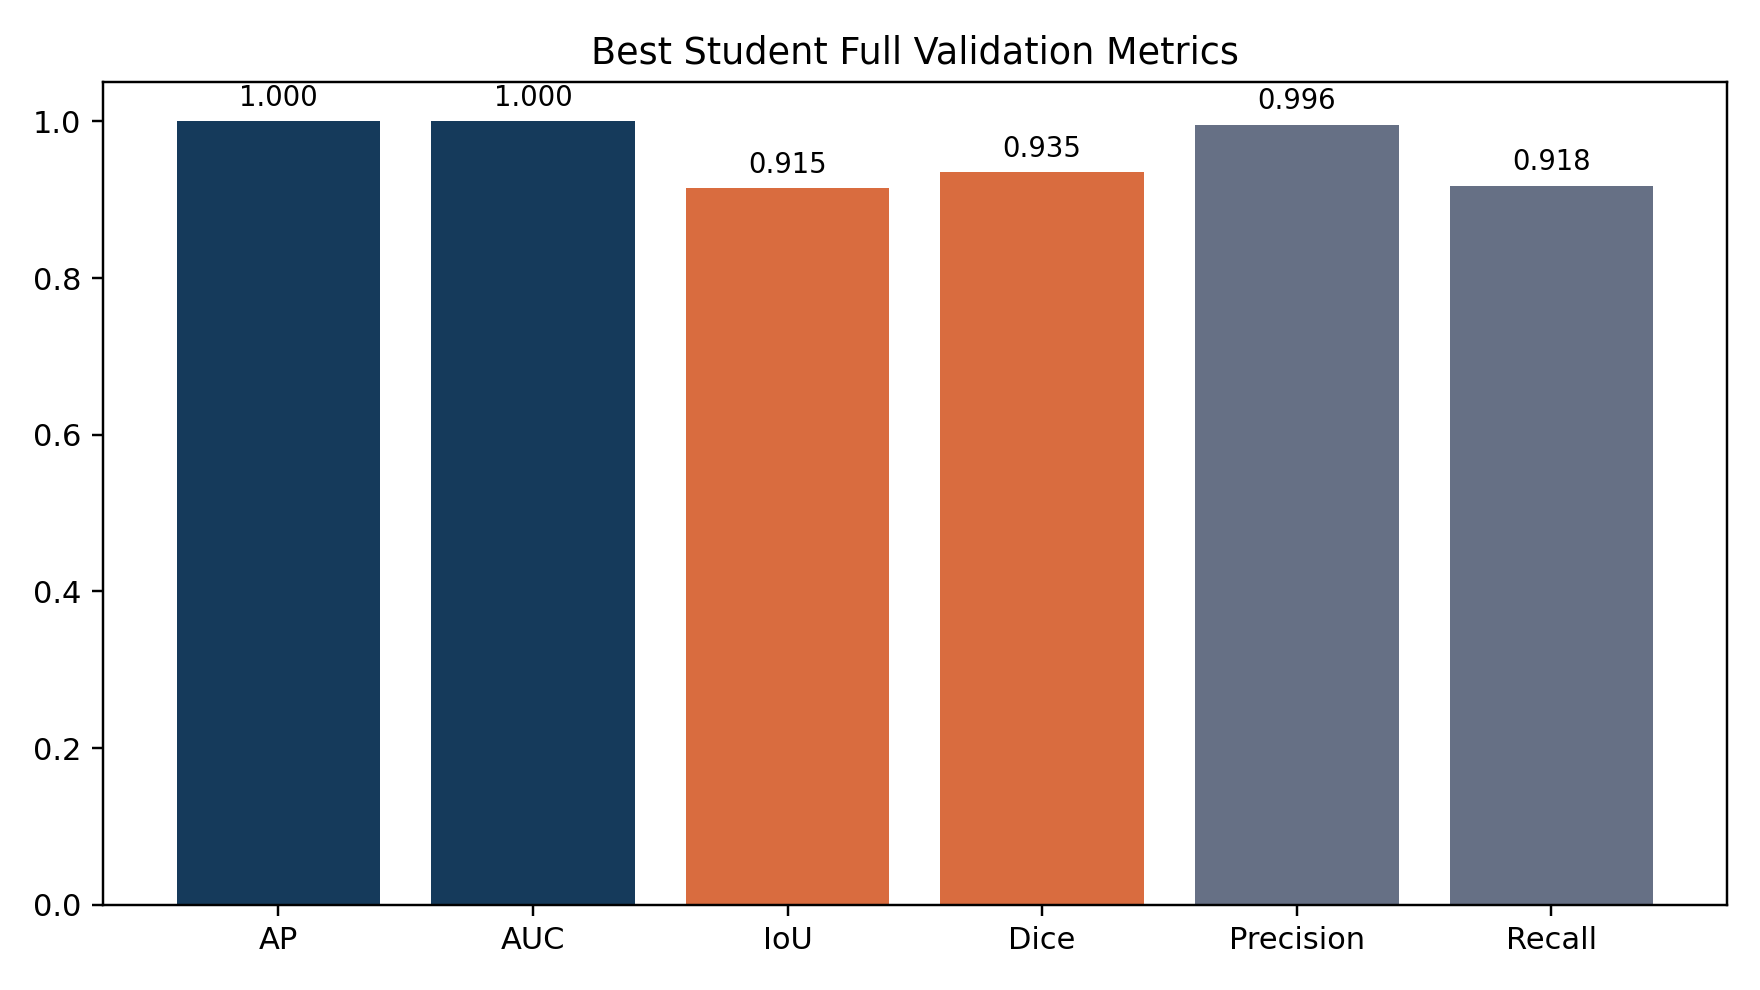 Best Student Full Validation Metrics
1.000
1.000
0.915
0.935
0.996
0.918
1.0
0.8
0.6
0.4
0.2
0.0
AP
AUC
IoU
Dice
Precision
Recall